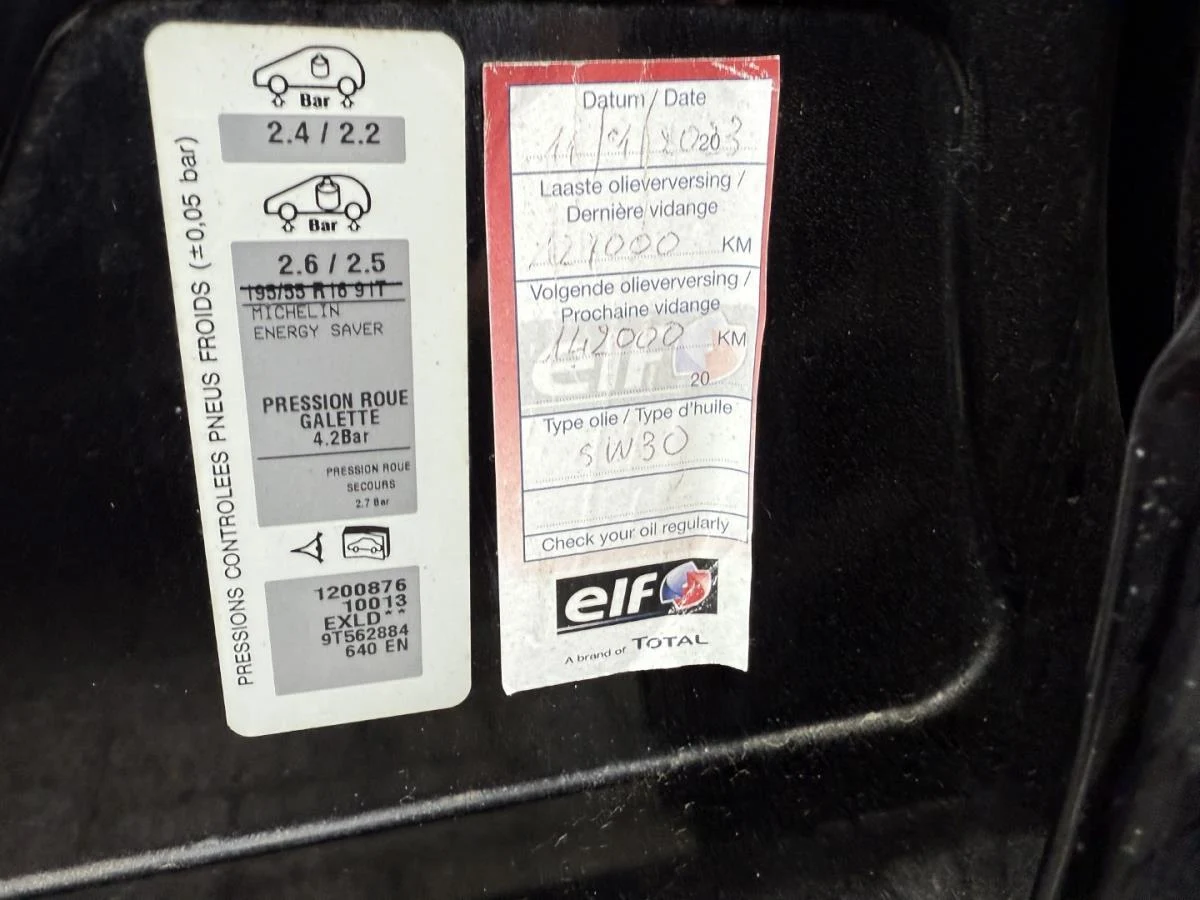 Bar
2.4 / 2.2
Bar
2.6 / 2.5
195/55 R 16 91T
MICHELIN
ENERGY SAVER
PRESSION ROUE
GALETTE
4.2Bar
PRESSION ROUE
SECOURS
2.7 Bar
1200876
10013
EXLD**
9T562884
640 EN
PRESSIONS CONTROLEES PNEUS FROIDS (±0,05 bar)
Datum / Date
11/ /2023
Laaste olieverversing /
Dernière vidange
127000 KM
Volgende olieverversing /
Prochaine vidange
142000 KM
20
Type olie / Type d'huile
5W30
Check your oil regularly
elf
A brand of TOTAL